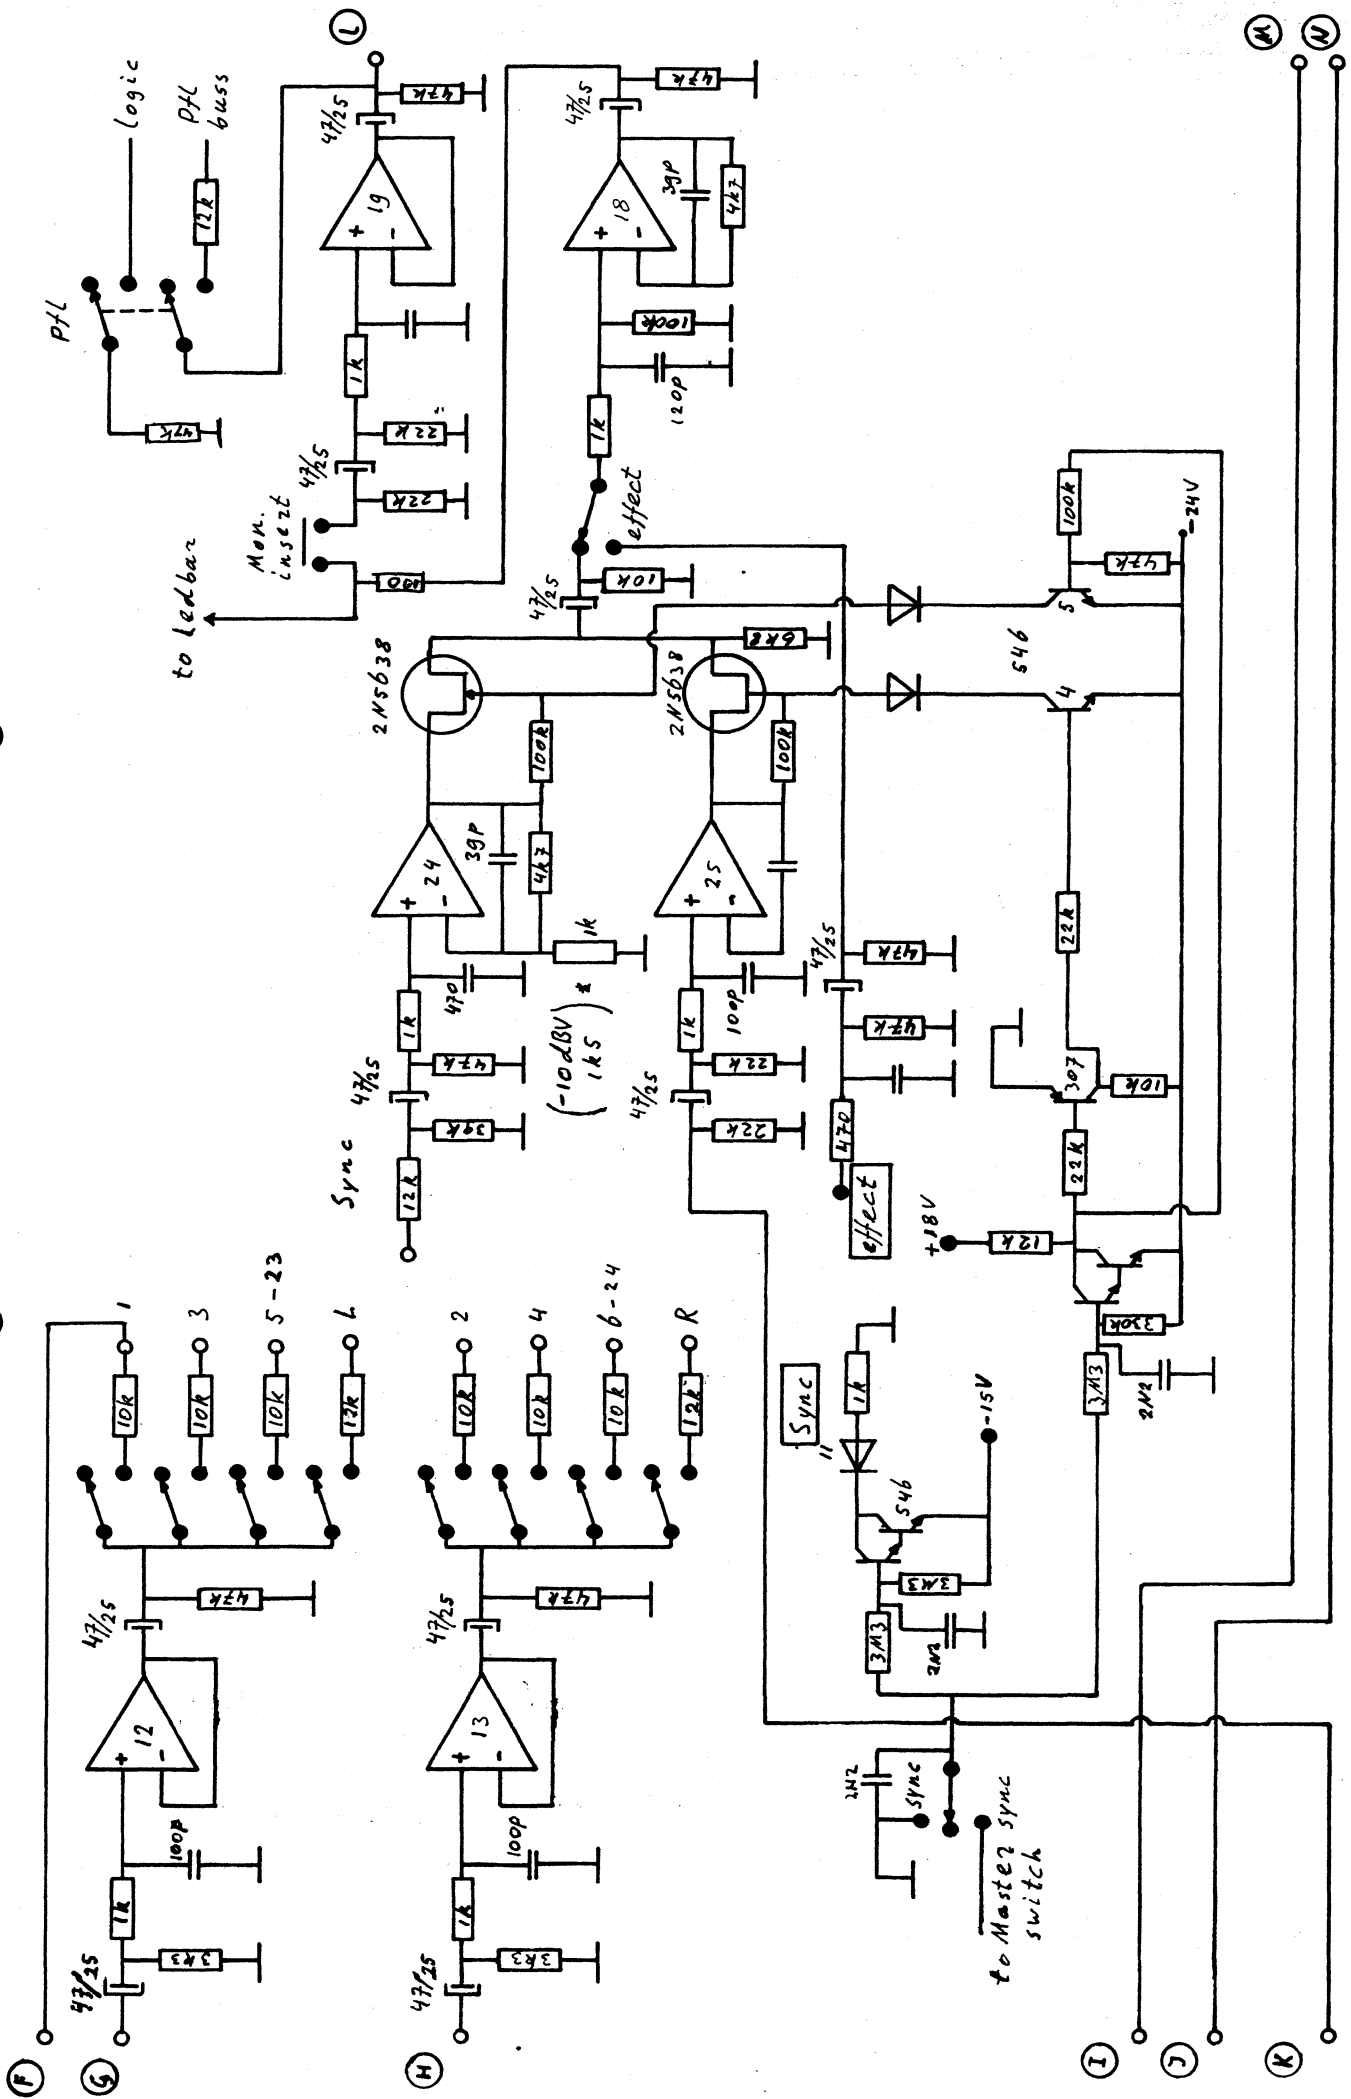 F
G
47/25
3k3
1k
100p
+
-
12
47/25
47k
10k
1
10k
3
10k
5-23
12k
L
H
47/25
3k3
1k
100p
+
-
13
47/25
47k
10k
2
10k
4
10k
6-24
12k
R
Sync
12k
39k
47/25
47k
1k
470
+
-
24
39p
4k7
100k
1k
(-10dBV)*
1k5
2N5638
22k
47/25
22k
1k
100p
+
-
25
100k
2N5638
6k8
47/25
10k
effect
1k
120p
100k
+
-
18
39p
4k7
47/25
47k
to Ledbar
Mon.
insert
100
22k
47/25
22k
1k
+
-
19
47/25
47k
L
Pfl
47k
Logic
Pfl
buss
12k
effect
470
47k
47/25
47k
I
J
K
to Master sync
switch
sync
2N2
3M3
2N2
3M3
546
11
Sync
1k
-15V
3M3
2N2
330k
+18V
12k
22k
307
10k
22k
4
546
5
47k
100k
-24V
M
N